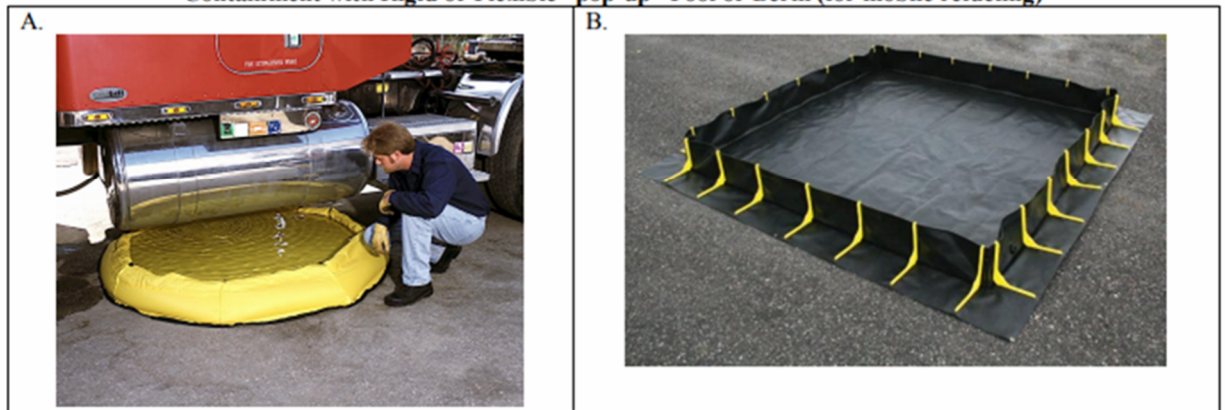 Containment with Rigid or Flexible "pop up" Pool or Berm (for mobile refueling)
A.
B.